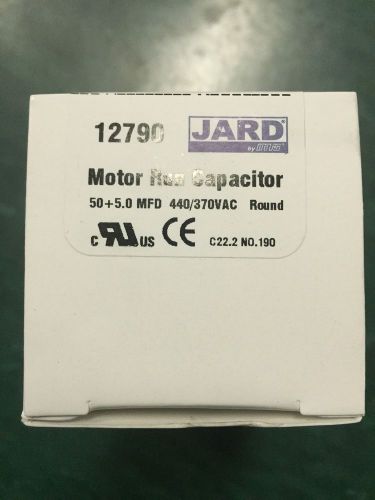 12790 JARD®
by MARS
Motor Run Capacitor
50+5.0 MFD 440/370VAC Round
C UR US CE C22.2 NO.190